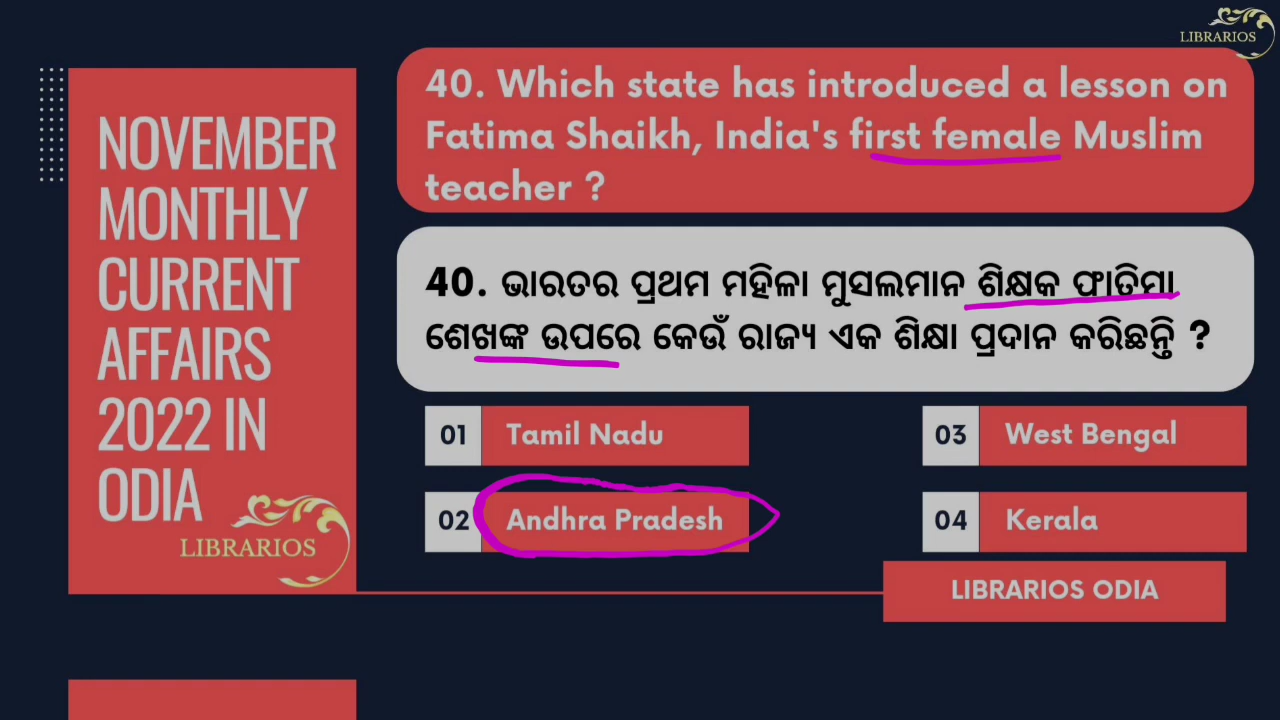 LIBRARIOS
NOVEMBER
MONTHLY
CURRENT
AFFAIRS
2022 IN
ODIA
LIBRARIOS
40. Which state has introduced a lesson on
Fatima Shaikh, India's first female Muslim
teacher ?
40. ଭାରତର ପ୍ରଥମ ମହିଳା ମୁସଲମାନ ଶିକ୍ଷକ ଫାତିମା
ଶେଖଙ୍କ ଉପରେ କେଉଁ ରାଜ୍ୟ ଏକ ଶିକ୍ଷା ପ୍ରଦାନ କରିଛନ୍ତି ?
01 Tamil Nadu
02 Andhra Pradesh
03 West Bengal
04 Kerala
LIBRARIOS ODIA